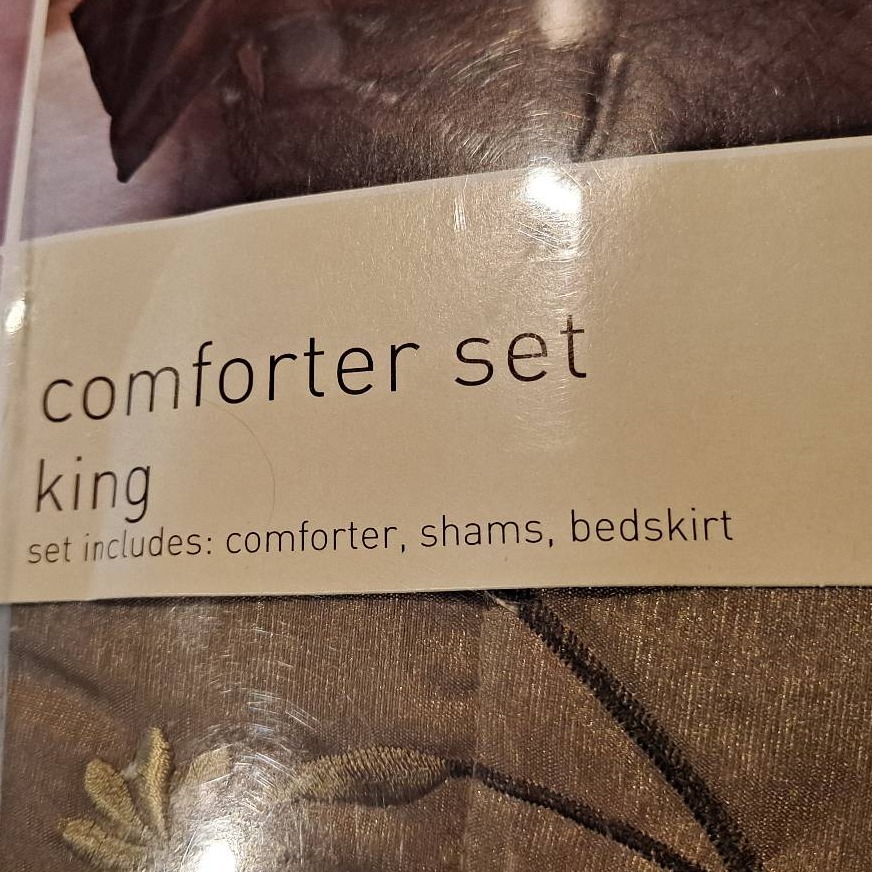 comforter set
king
set includes: comforter, shams, bedskirt